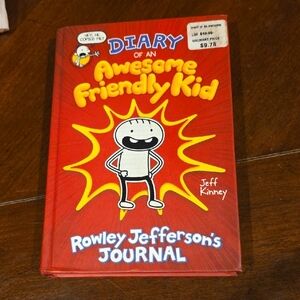 DIARY
OF AN
Awesome
Friendly Kid
$9.78
Jeff
Kinney
Rowley Jefferson's
JOURNAL